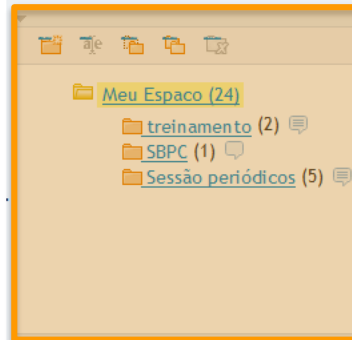 Meu Espaco (24)
treinamento (2)
SBPC (1)
Sessão periódicos (5)